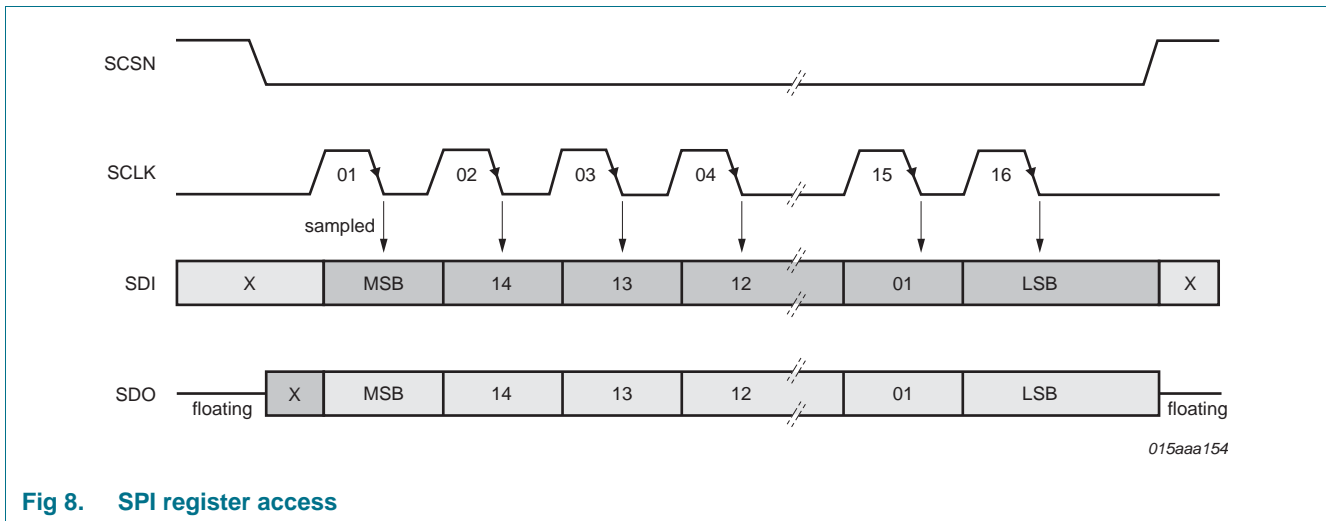 SCSN
SCLK 01 02 03 04 15 16
sampled
SDI X MSB 14 13 12 01 LSB X
SDO floating X MSB 14 13 12 01 LSB floating
015aaa154
Fig 8. SPI register access